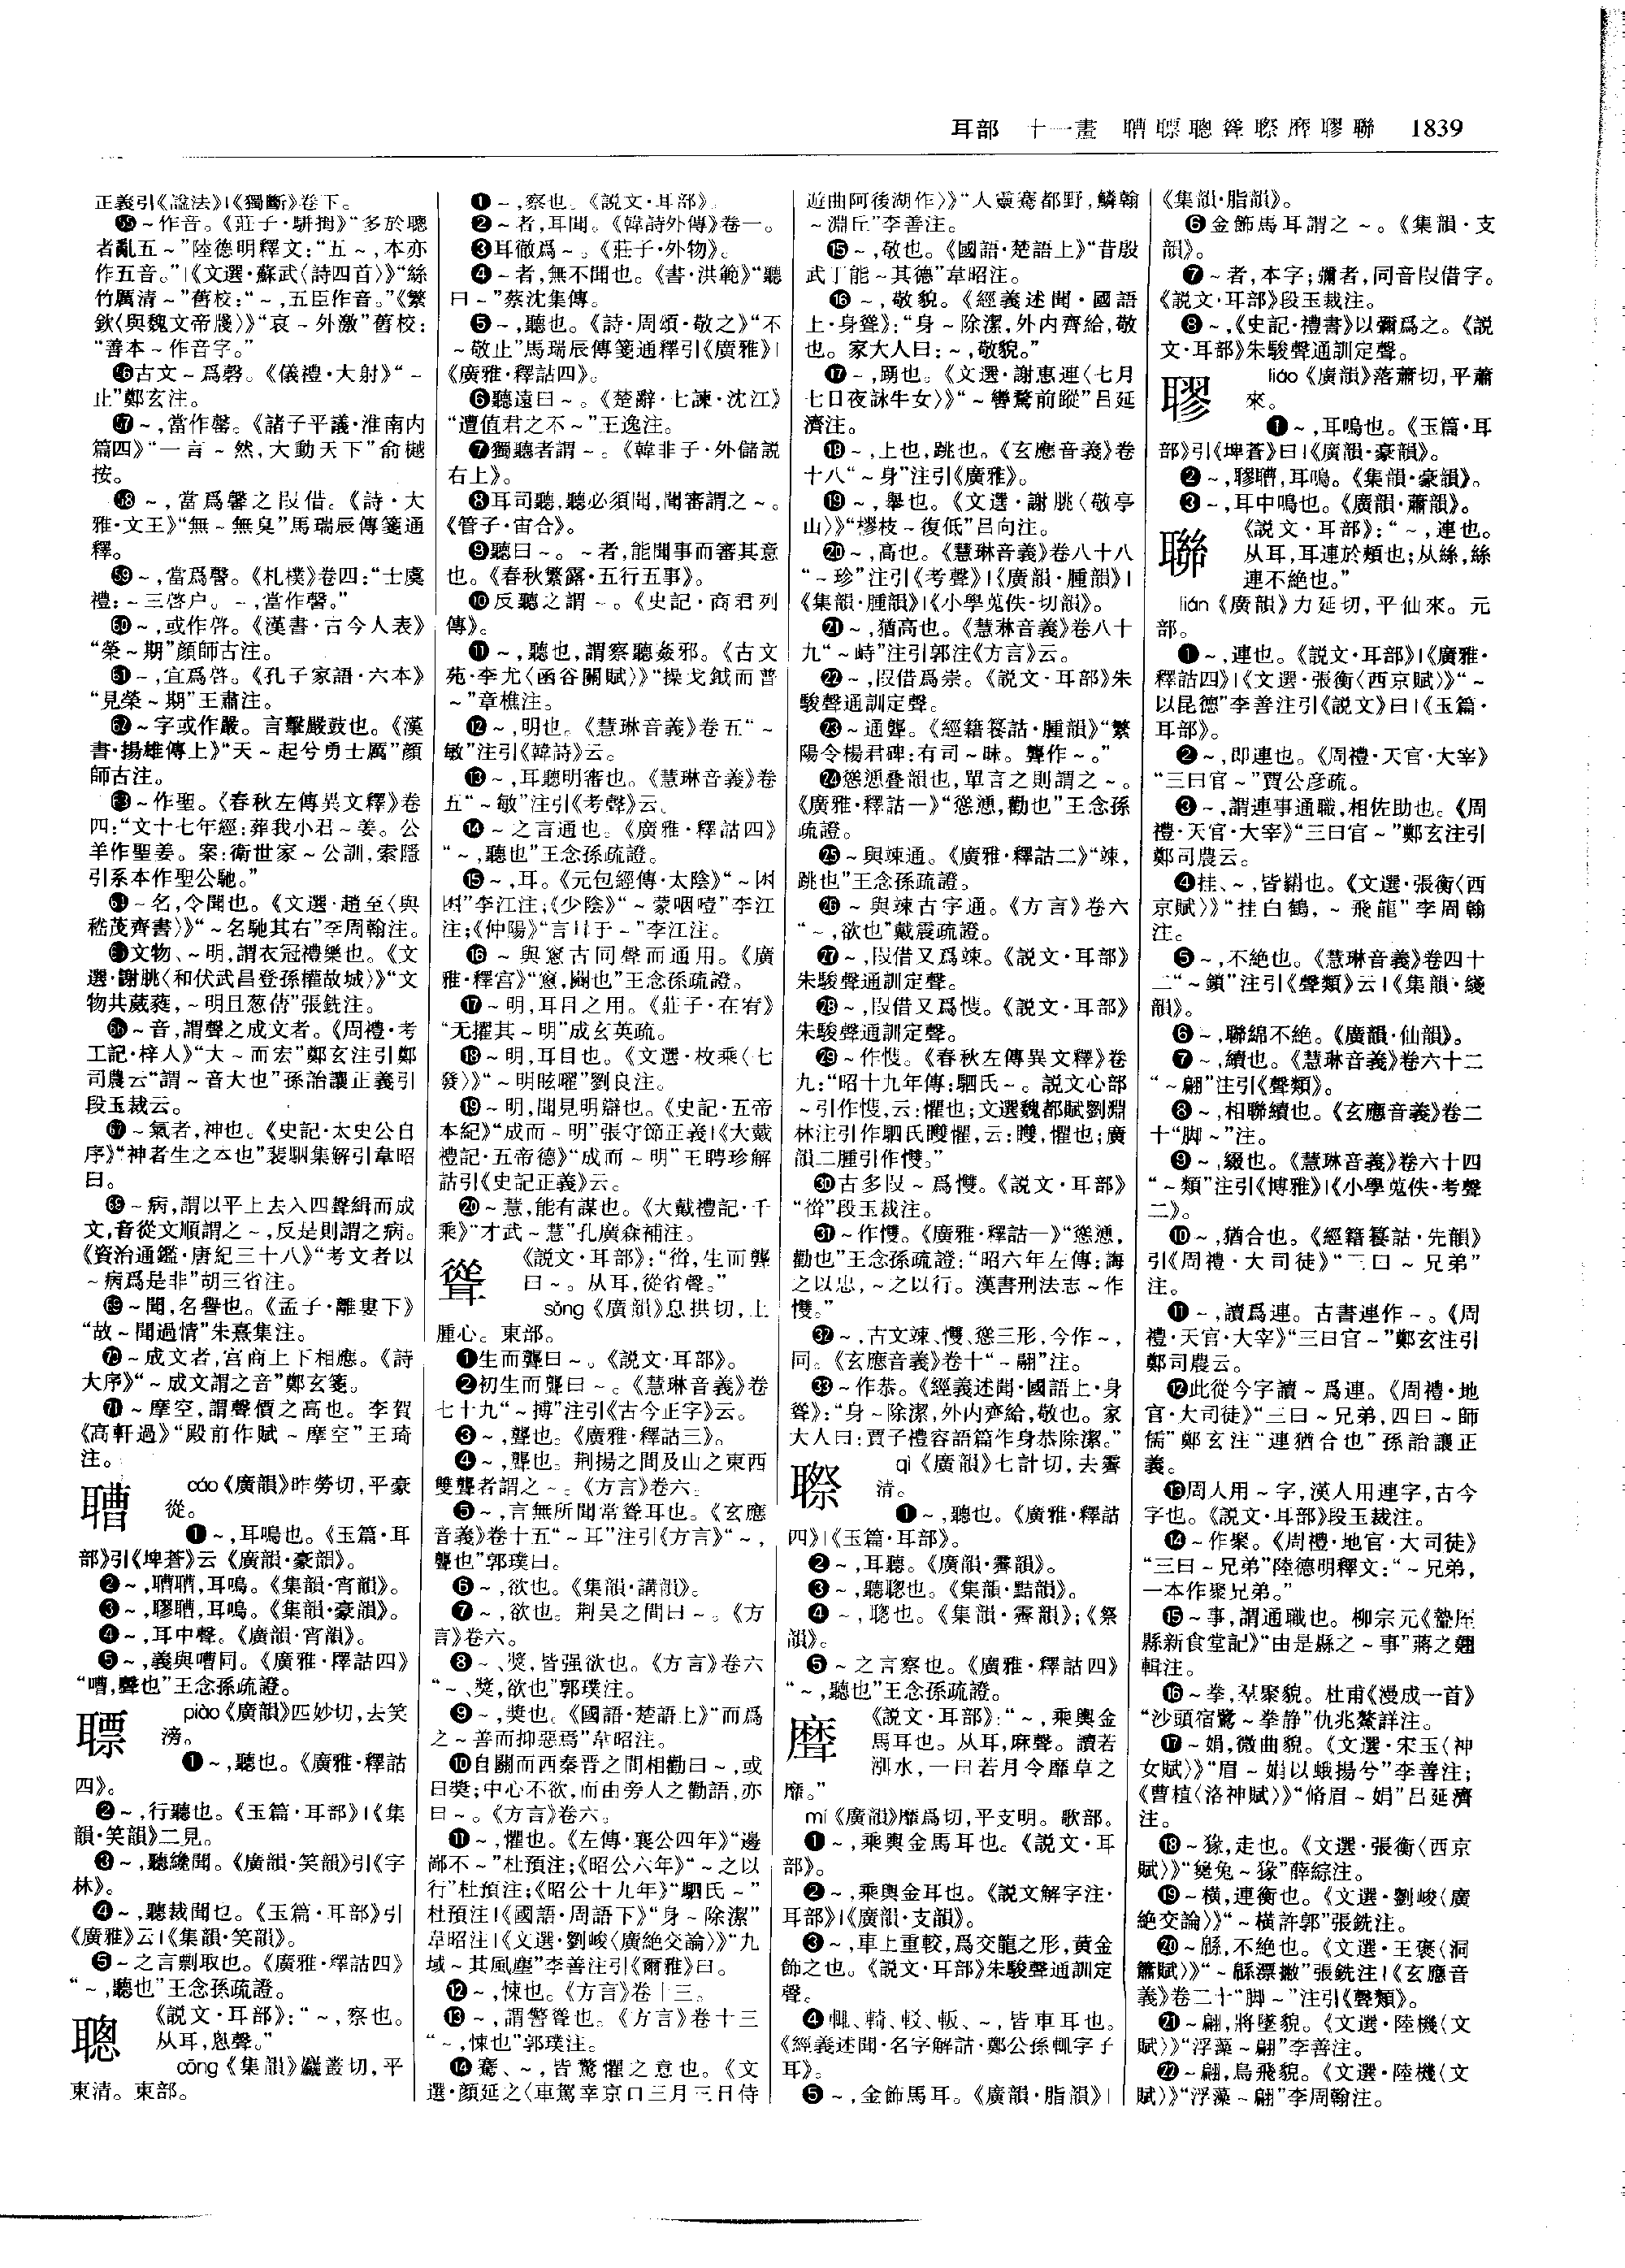 耳部　十一畫　聙聙聰聳聺䃺膠聯　1839
正義引《諡法》|《獨斷》卷下。
55～作音。《莊子·駢拇》“多於聰
者亂五～”陸德明釋文：“五～，本亦
作五音。”|《文選·蘇武〈詩四首〉》“絲
竹厲清～”舊校：“～，五臣作音。”《繁
欽〈與魏文帝牋〉》“哀～外激”舊校：
“善本～作音字。”
56古文～爲磬。《儀禮·大射》“～
止”鄭玄注。
57～，當作馨。《諸子平議·淮南内
篇四》“一言～然，大動天下”俞樾
按。
58～，當爲馨之叚借。《詩·大
雅·文王》“無～無臭”馬瑞辰傳箋通
釋。
59～，當爲謦。《札樸》卷四：“士虞
禮：～三啓户。～，當作謦。”
60～，或作啓。《漢書·古今人表》
“榮～期”顔師古注。
61～，宜爲啓。《孔子家語·六本》
“見榮～期”王肅注。
62～字或作嚴。言擊嚴鼓也。《漢
書·揚雄傳上》“天～起兮勇士厲”顔
師古注。
63～作聖。《春秋左傳異文釋》卷
四：“文十七年經：葬我小君～姜。公
羊作聖姜。案：衛世家～公訓，索隱
引系本作聖公馳。”
64～名，令聞也。《文選·趙至〈與
嵇茂齊書〉》“～名馳其右”李周翰注。
65文物、～明，謂衣冠禮樂也。《文
選·謝朓〈和伏武昌登孫權故城〉》“文
物共葳蕤，～明且葱蒨”張銑注。
66～音，謂聲之成文者。《周禮·考
工記·梓人》“大～而宏”鄭玄注引鄭
司農云“謂～音大也”孫詒讓正義引
段玉裁云。
67～氣者，神也。《史記·太史公自
序》“神者生之本也”裴駰集解引韋昭
曰。
68～病，謂以平上去入四聲緝而成
文，音從文順謂之～，反是則謂之病。
《資治通鑑·唐紀三十八》“考文者以
～病爲是非”胡三省注。
69～聞，名譽也。《孟子·離婁下》
“故～聞過情”朱熹集注。
70～成文者，宫商上下相應。《詩
大序》“～成文謂之音”鄭玄箋。
71～摩空，謂聲價之高也。李賀
《高軒過》“殿前作賦～摩空”王琦
注。
聙 cáo《廣韻》昨勞切，平豪
從。
❶～，耳鳴也。《玉篇·耳
部》引《埤蒼》云《廣韻·豪韻》。
❷～，聙聙，耳鳴。《集韻·宵韻》。
❸～，膠聙，耳鳴。《集韻·豪韻》。
❹～，耳中聲。《廣韻·宵韻》。
❺～，義與嘈同。《廣雅·釋詁四》
“嘈，聲也”王念孫疏證。
piào《廣韻》匹妙切，去笑
滂。
❶～，聽也。《廣雅·釋詁
四》。
❷～，行聽也。《玉篇·耳部》|《集
韻·笑韻》二見。
❸～，聽纔聞。《廣韻·笑韻》引《字
林》。
❹～，聽裁聞也。《玉篇·耳部》引
《廣雅》云|《集韻·笑韻》。
❺～之言剽取也。《廣雅·釋詁四》
“～，聽也”王念孫疏證。
聰 《説文·耳部》：“～，察也。
从耳，悤聲。”
cōng《集韻》麤叢切，平
東清。東部。
❶～，察也。《説文·耳部》。
❷～者，耳聞。《韓詩外傳》卷一。
❸耳徹爲～。《莊子·外物》。
❹～者，無不聞也。《書·洪範》“聽
曰～”蔡沈集傳。
❺～，聽也。《詩·周頌·敬之》“不
～敬止”馬瑞辰傳箋通釋引《廣雅》|
《廣雅·釋詁四》。
❻聽遠曰～。《楚辭·七諫·沈江》
“遭值君之不～”王逸注。
❼獨聽者謂～。《韓非子·外儲説
右上》。
❽耳司聽，聽必須聞，聞審謂之～。
《管子·宙合》。
❾聽曰～。～者，能聞事而審其意
也。《春秋繁露·五行五事》。
❿反聽之謂～。《史記·商君列
傳》。
⓫～，聽也，謂察聽姦邪。《古文
苑·李尤〈函谷關賦〉》“操戈鉞而普
～”章樵注。
⓬～，明也。《慧琳音義》卷五“～
敏”注引《韓詩》云。
⓭～，耳聽明審也。《慧琳音義》卷
五“～敏”注引《考聲》云。
⓮～之言通也。《廣雅·釋詁四》
“～，聽也”王念孫疏證。
⓯～，耳。《元包經傳·太陰》“～困
困”李江注；《少陰》“～蒙咽噎”李江
注；《仲陽》“言吅于～”李江注。
⓰～與窻古同聲而通用。《廣
雅·釋宫》“窻，闚也”王念孫疏證。
⓱～明，耳目之用。《莊子·在宥》
“无擢其～明”成玄英疏。
⓲～明，耳目也。《文選·枚乘〈七
發〉》“～明眩曜”劉良注。
⓳～明，聞見明辯也。《史記·五帝
本紀》“成而～明”張守節正義|《大戴
禮記·五帝德》“成而～明”王聘珍解
詁引《史記正義》云。
⓴～慧，能有謀也。《大戴禮記·千
乘》“才武～慧”孔廣森補注。
聳 《説文·耳部》：“䇯，生而聾
曰～。从耳，從省聲。”
sǒng《廣韻》息拱切，上
腫心。東部。
❶生而聾曰～。《説文·耳部》。
❷初生而聾曰～。《慧琳音義》卷
七十九“～搏”注引《古今正字》云。
❸～，聾也。《廣雅·釋詁三》。
❹～，聾也。荆揚之間及山之東西
雙聾者謂之～。《方言》卷六。
❺～，言無所聞常聳耳也。《玄應
音義》卷十五“～耳”注引《方言》“～，
聾也”郭璞曰。
❻～，欲也。《集韻·講韻》。
❼～，欲也。荆吴之間曰～。《方
言》卷六。
❽～、奬，皆强欲也。《方言》卷六
“～、奬，欲也”郭璞注。
❾～，奬也。《國語·楚語上》“而爲
之～善而抑惡焉”韋昭注。
❿自關而西秦晋之間相勸曰～，或
曰奬；中心不欲，而由旁人之勸語，亦
曰～。《方言》卷六。
⓫～，懼也。《左傳·襄公四年》“邊
鄙不～”杜預注；《昭公六年》“～之以
行”杜預注；《昭公十九年》“駟氏～”
杜預注|《國語·周語下》“身～除潔”
韋昭注|《文選·劉峻〈廣絶交論〉》“九
域～其風塵”李善注引《爾雅》曰。
⓬～，悚也。《方言》卷十三。
⓭～，謂警聳也。《方言》卷十三
“～，悚也”郭璞注。
⓮騫、～，皆驚懼之意也。《文
選·顔延之〈車駕幸京口三月三日侍
遊曲阿後湖作〉》“人靈騫都野，鱗翰
～淵丘”李善注。
⓯～，敬也。《國語·楚語上》“昔殷
武丁能～其德”韋昭注。
⓰～，敬貌。《經義述聞·國語
上·身聳》：“身～除潔，外内齊給，敬
也。家大人曰：～，敬貌。”
⓱～，踴也。《文選·謝惠連〈七月
七日夜詠牛女〉》“～轡騖前蹤”吕延
濟注。
⓲～，上也，跳也。《玄應音義》卷
十八“～身”注引《廣雅》。
⓳～，舉也。《文選·謝朓〈敬亭
山〉》“樛枝～復低”吕向注。
⓴～，高也。《慧琳音義》卷八十八
“～珍”注引《考聲》|《廣韻·腫韻》|
《集韻·腫韻》|《小學蒐佚·切韻》。
21～，猶高也。《慧琳音義》卷八十
九“～峙”注引郭注《方言》云。
22～，叚借爲崇。《説文·耳部》朱
駿聲通訓定聲。
23～通聾。《經籍籑詁·腫韻》“繁
陽令楊君碑：有司～昧。聾作～。”
24慫慂叠韻也，單言之則謂之～。
《廣雅·釋詁一》“慫慂，勸也”王念孫
疏證。
25～與竦通。《廣雅·釋詁二》“竦，
跳也”王念孫疏證。
26～與竦古字通。《方言》卷六
“～，欲也”戴震疏證。
27～，叚借又爲竦。《説文·耳部》
朱駿聲通訓定聲。
28～，叚借又爲愯。《説文·耳部》
朱駿聲通訓定聲。
29～作愯。《春秋左傳異文釋》卷
九：“昭十九年傳：駟氏～。説文心部
～引作愯，云：懼也；文選魏都賦劉淵
林注引作駟氏㬪懼，云：㬪，懼也；廣
韻二腫引作㦼。”
30古多叚～爲㦼。《説文·耳部》
“䇯”段玉裁注。
31～作㦼。《廣雅·釋詁一》“慫慂，
勸也”王念孫疏證：“昭六年左傳：誨
之以忠，～之以行。漢書刑法志～作
㦼。”
32～，古文竦、㦼、慫三形，今作～，
同。《玄應音義》卷十“～翮”注。
33～作恭。《經義述聞·國語上·身
聳》：“身～除潔，外内齊給，敬也。家
大人曰：賈子禮容語篇作身恭除潔。”
聺 qì《廣韻》七計切，去霽
清。
❶～，聽也。《廣雅·釋詁
四》|《玉篇·耳部》。
❷～，耳聽。《廣韻·霽韻》。
❸～，聽聰也。《集韻·黠韻》。
❹～，聰也。《集韻·霽韻》；《祭
韻》。
❺～之言察也。《廣雅·釋詁四》
“～，聽也”王念孫疏證。
《説文·耳部》：“～，乘輿金
馬耳也。从耳，麻聲。讀若
渳水，一曰若月令靡草之
靡。”
mí《廣韻》靡爲切，平支明。歌部。
❶～，乘輿金馬耳也。《説文·耳
部》。
❷～，乘輿金耳也。《説文解字注·
耳部》|《廣韻·支韻》。
❸～，車上重較，爲交龍之形，黄金
飾之也。《説文·耳部》朱駿聲通訓定
聲。
❹輒、輢、較、軓、～，皆車耳也。
《經義述聞·名字解詁·鄭公孫輒字子
耳》。
❺～，金飾馬耳。《廣韻·脂韻》|
《集韻·脂韻》。
❻金飾馬耳謂之～。《集韻·支
韻》。
❼～者，本字；彌者，同音叚借字。
《説文·耳部》段玉裁注。
❽～，《史記·禮書》以彌爲之。《説
文·耳部》朱駿聲通訓定聲。
liáo《廣韻》落蕭切，平蕭
來。
❶～，耳鳴也。《玉篇·耳
部》引《埤蒼》曰|《廣韻·豪韻》。
❷～，膠聙，耳鳴。《集韻·豪韻》。
❸～，耳中鳴也。《廣韻·蕭韻》。
聯 《説文·耳部》：“～，連也。
从耳，耳連於頰也；从絲，絲
連不絶也。”
lián《廣韻》力延切，平仙來。元
部。
❶～，連也。《説文·耳部》|《廣雅·
釋詁四》|《文選·張衡〈西京賦〉》“～
以昆德”李善注引《説文》曰|《玉篇·
耳部》。
❷～，即連也。《周禮·天官·大宰》
“三曰官～”賈公彦疏。
❸～，謂連事通職，相佐助也。《周
禮·天官·大宰》“三曰官～”鄭玄注引
鄭司農云。
❹挂、～，皆羂也。《文選·張衡〈西
京賦〉》“挂白鶴，～飛龍”李周翰
注。
❺～，不絶也。《慧琳音義》卷四十
二“～鎖”注引《聲類》云|《集韻·綫
韻》。
❻～，聯綿不絶。《廣韻·仙韻》。
❼～，續也。《慧琳音義》卷六十二
“～翩”注引《聲類》。
❽～，相聯續也。《玄應音義》卷二
十“脚～”注。
❾～，綴也。《慧琳音義》卷六十四
“～類”注引《博雅》|《小學蒐佚·考聲
二》。
❿～，猶合也。《經籍籑詁·先韻》
引《周禮·大司徒》“三曰～兄弟”
注。
⓫～，讀爲連。古書連作～。《周
禮·天官·大宰》“三曰官～”鄭玄注引
鄭司農云。
⓬此從今字讀～爲連。《周禮·地
官·大司徒》“三曰～兄弟，四曰～師
儒”鄭玄注“連猶合也”孫詒讓正
義。
⓭周人用～字，漢人用連字，古今
字也。《説文·耳部》段玉裁注。
⓮～作棸。《周禮·地官·大司徒》
“三曰～兄弟”陸德明釋文：“～兄弟，
一本作聚兄弟。”
⓯～事，謂通職也。柳宗元《盩厔
縣新食堂記》“由是縣之～事”蔣之翹
輯注。
⓰～拳，羣聚貌。杜甫《漫成一首》
“沙頭宿鷺～拳静”仇兆鰲詳注。
⓱～娟，微曲貌。《文選·宋玉〈神
女賦〉》“眉～娟以蛾揚兮”李善注；
《曹植〈洛神賦〉》“脩眉～娟”吕延濟
注。
⓲～猭，走也。《文選·張衡〈西京
賦〉》“㲋兔～猭”薛綜注。
⓳～横，連衡也。《文選·劉峻〈廣
絶交論〉》“～横許郭”張銑注。
⓴～緜，不絶也。《文選·王褒〈洞
簫賦〉》“～緜漂撇”張銑注|《玄應音
義》卷二十“脚～”注引《聲類》。
21～翩，將墜貌。《文選·陸機〈文
賦〉》“浮藻～翩”李善注。
22～翩，鳥飛貌。《文選·陸機〈文
賦〉》“浮藻～翩”李周翰注。